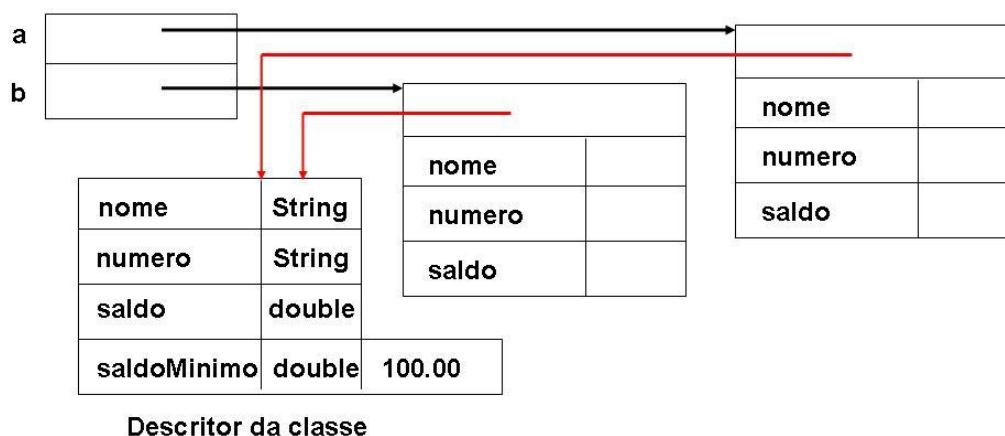 a
b
nome
numero
saldo
nome
numero
saldo
nome String
numero String
saldo double
saldoMinimo double 100.00
Descritor da classe